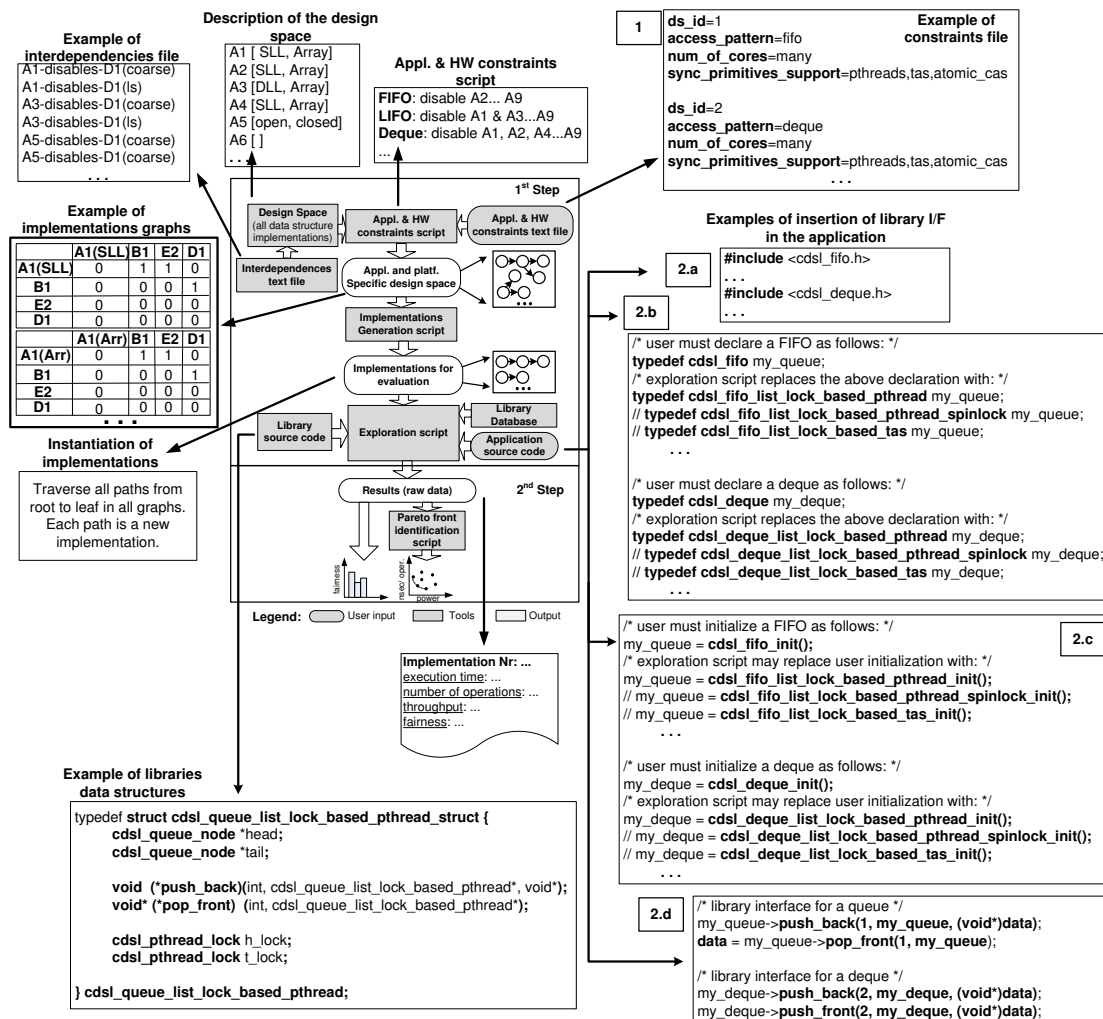 Description of the design
space
A1 [ SLL, Array]
A2 [SLL, Array]
A3 [DLL, Array]
A4 [SLL, Array]
A5 [open, closed]
A6 [ ]
. . .
Example of
interdependencies file
A1-disables-D1(coarse)
A1-disables-D1(ls)
A3-disables-D1(coarse)
A3-disables-D1(ls)
A5-disables-D1(coarse)
A5-disables-D1(coarse)
. . .
Appl. & HW constraints
script
FIFO: disable A2... A9
LIFO: disable A1 & A3...A9
Deque: disable A1, A2, A4...A9
...
1
Example of
constraints file
ds_id=1
access_pattern=fifo
num_of_cores=many
sync_primitives_support=pthreads,tas,atomic_cas
ds_id=2
access_pattern=deque
num_of_cores=many
sync_primitives_support=pthreads,tas,atomic_cas
. . .
Example of
implementations graphs
A1(SLL) B1 E2 D1
A1(SLL) 0 1 1 0
B1 0 0 0 1
E2 0 0 0 0
D1 0 0 0 0
A1(Arr) B1 E2 D1
A1(Arr) 0 1 1 0
B1 0 0 0 1
E2 0 0 0 0
D1 0 0 0 0
. . .
Instantiation of
implementations
Traverse all paths from
root to leaf in all graphs.
Each path is a new
implementation.
1st Step
Design Space
(all data structure
implementations)
Appl. & HW
constraints script
Appl. & HW
constraints text file
Interdependences
text file
Appl. and platf.
Specific design space
. . .
Implementations
Generation script
Implementations for
evaluation
. . .
Library
source code
Exploration script
Library
Database
Application
source code
2nd Step
Results (raw data)
Pareto front
identification
script
fairness
nsec/ oper.
power
Legend:
User input
Tools
Output
Implementation Nr: ...
execution time: ...
number of operations: ...
throughput: ...
fairness: ...
Examples of insertion of library I/F
in the application
2.a
#include <cdsl_fifo.h>
. . .
#include <cdsl_deque.h>
. . .
2.b
/* user must declare a FIFO as follows: */
typedef cdsl_fifo my_queue;
/* exploration script replaces the above declaration with: */
typedef cdsl_fifo_list_lock_based_pthread my_queue;
// typedef cdsl_fifo_list_lock_based_pthread_spinlock my_queue;
// typedef cdsl_fifo_list_lock_based_tas my_queue;
. . .
/* user must declare a deque as follows: */
typedef cdsl_deque my_deque;
/* exploration script replaces the above declaration with: */
typedef cdsl_deque_list_lock_based_pthread my_deque;
// typedef cdsl_deque_list_lock_based_pthread_spinlock my_deque;
// typedef cdsl_deque_list_lock_based_tas my_deque;
. . .
2.c
/* user must initialize a FIFO as follows: */
my_queue = cdsl_fifo_init();
/* exploration script may replace user initialization with: */
my_queue = cdsl_fifo_list_lock_based_pthread_init();
// my_queue = cdsl_fifo_list_lock_based_pthread_spinlock_init();
// my_queue = cdsl_fifo_list_lock_based_tas_init();
. . .
/* user must initialize a deque as follows: */
my_deque = cdsl_deque_init();
/* exploration script may replace user initialization with: */
my_deque = cdsl_deque_list_lock_based_pthread_init();
// my_deque = cdsl_deque_list_lock_based_pthread_spinlock_init();
// my_deque = cdsl_deque_list_lock_based_tas_init();
. . .
2.d
/* library interface for a queue */
my_queue->push_back(1, my_queue, (void*)data);
data = my_queue->pop_front(1, my_queue);
/* library interface for a deque */
my_deque->push_back(2, my_deque, (void*)data);
my_deque->push_front(2, my_deque, (void*)data);
Example of libraries
data structures
typedef struct cdsl_queue_list_lock_based_pthread_struct {
cdsl_queue_node *head;
cdsl_queue_node *tail;
void (*push_back)(int, cdsl_queue_list_lock_based_pthread*, void*);
void* (*pop_front) (int, cdsl_queue_list_lock_based_pthread*);
cdsl_pthread_lock h_lock;
cdsl_pthread_lock t_lock;
} cdsl_queue_list_lock_based_pthread;